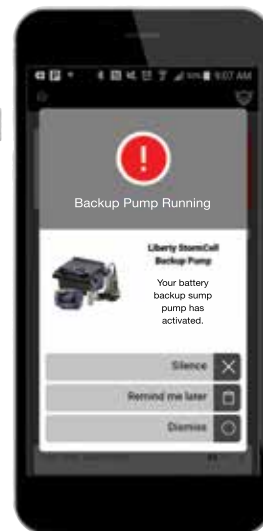 9:07 AM
Backup Pump Running
Liberty StormCell
Backup Pump
Your battery
backup sump
pump has
activated.
Silence
Remind me later
Dismiss